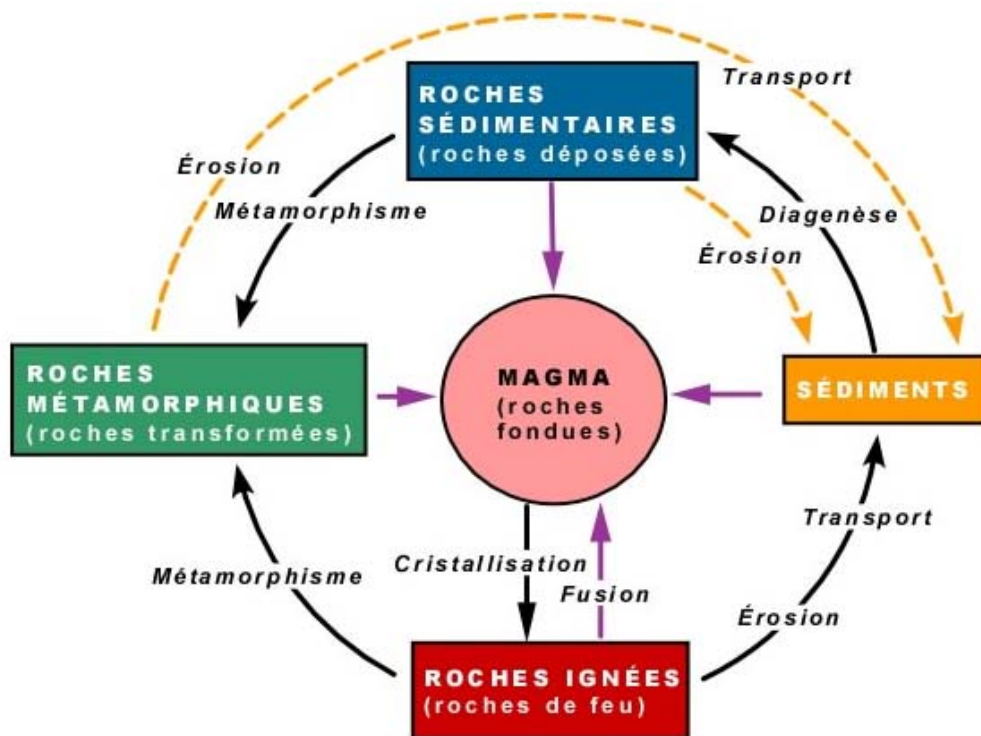 Transport
ROCHES
SÉDIMENTAIRES
(roches déposées)
Érosion
Métamorphisme
Diagenèse
Érosion
ROCHES
MÉTAMORPHIQUES
(roches transformées)
MAGMA
(roches
fondues)
SÉDIMENTS
Transport
Cristallisation
Métamorphisme
Fusion
Érosion
ROCHES IGNÉES
(roches de feu)